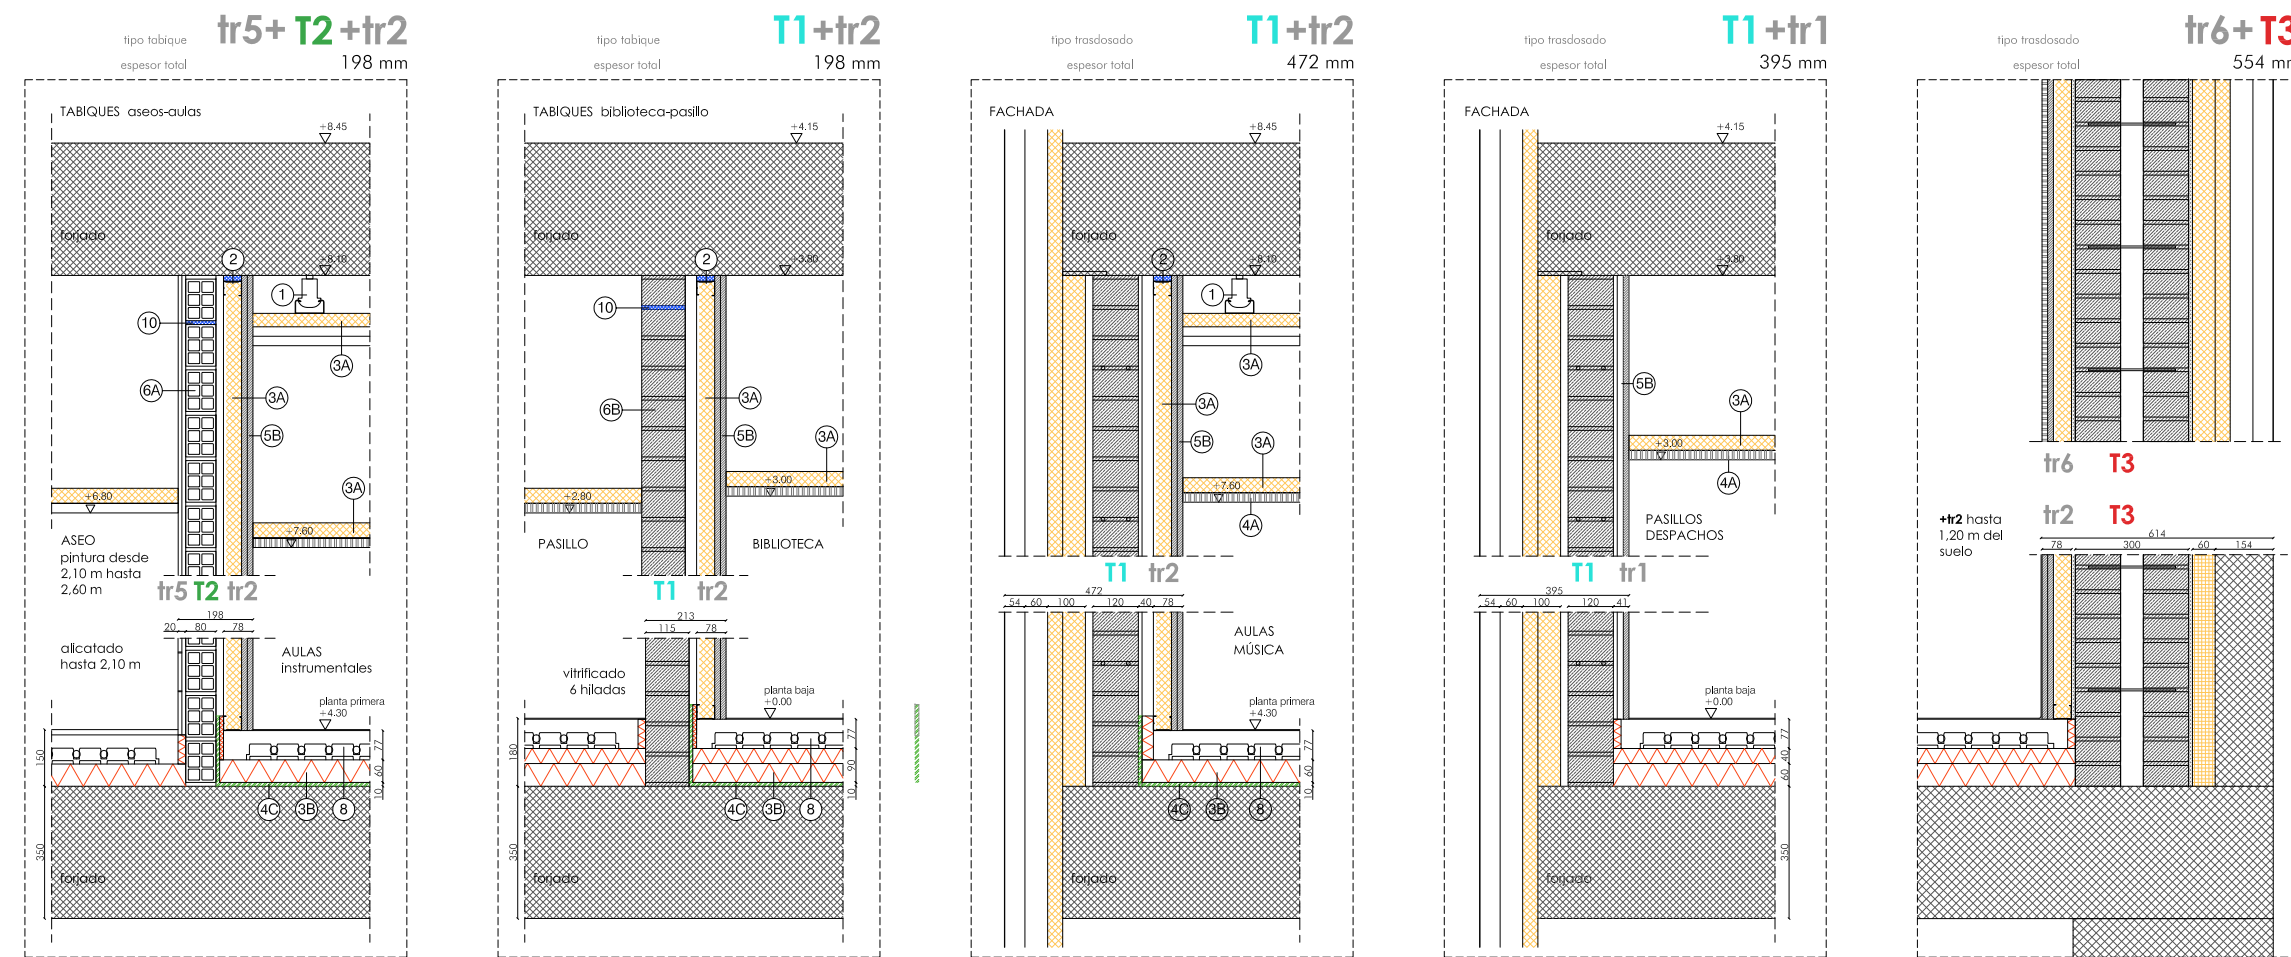 tipo tabique tr5+ T2 +tr2
espesor total 198 mm
TABIQUES aseos-aulas
+8.45
forjado
2
+8.10
1
10
3A
6A
3A
5B
3A
+6.80
+7.60
ASEO
pintura desde
2,10 m hasta
2,60 m
tr5 T2 tr2
198
20 80 78
alicatado
hasta 2,10 m
AULAS
instrumentales
planta primera
+4.30
150
77
60
10
4C 3B 8
350
forjado
tipo tabique T1 +tr2
espesor total 198 mm
TABIQUES biblioteca-pasillo
+4.15
forjado
2
+3.80
10
6B
3A
5B
3A
+2.80
+3.00
PASILLO
BIBLIOTECA
T1 tr2
213
115 78
vitrificado
6 hiladas
planta baja
+0.00
180
77
90
10
4C 3B 8
350
forjado
tipo trasdosado T1 +tr2
espesor total 472 mm
FACHADA
+8.45
forjado
2
+8.10
1
3A
3A
5B
3A
+7.60
4A
T1 tr2
472
54 60 100 120 40 78
AULAS
MÚSICA
planta primera
+4.30
77
60
10
4C 3B 8
forjado
tipo trasdosado T1 +tr1
espesor total 395 mm
FACHADA
+4.15
forjado
+3.80
5B
3A
+3.00
4A
PASILLOS
DESPACHOS
T1 tr1
395
54 60 100 120 41
planta baja
+0.00
77
40
60
350
forjado
tipo trasdosado tr6+ T3
espesor total 554 mm
tr6 T3
+tr2 hasta
1,20 m del
suelo
tr2 T3
614
78 300 60 154